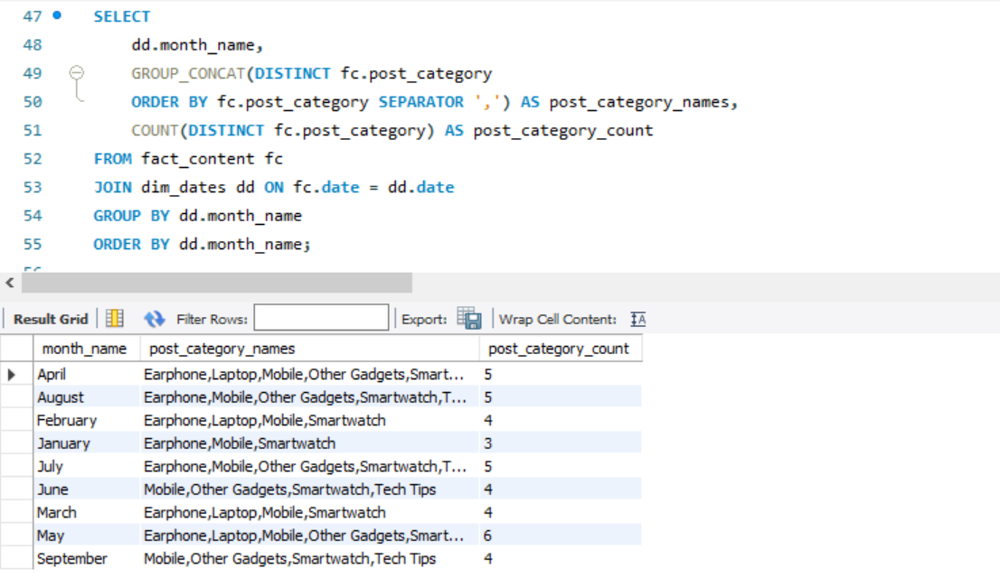 47 SELECT
48 dd.month_name,
49 GROUP_CONCAT(DISTINCT fc.post_category
50 ORDER BY fc.post_category SEPARATOR ',') AS post_category_names,
51 COUNT(DISTINCT fc.post_category) AS post_category_count
52 FROM fact_content fc
53 JOIN dim_dates dd ON fc.date = dd.date
54 GROUP BY dd.month_name
55 ORDER BY dd.month_name;
Result Grid Filter Rows: Export: Wrap Cell Content: IA
month_name post_category_names post_category_count
April Earphone,Laptop,Mobile,Other Gadgets,Smart... 5
August Earphone,Mobile,Other Gadgets,Smartwatch,T... 5
February Earphone,Laptop,Mobile,Smartwatch 4
January Earphone,Mobile,Smartwatch 3
July Earphone,Mobile,Other Gadgets,Smartwatch,T... 5
June Mobile,Other Gadgets,Smartwatch,Tech Tips 4
March Earphone,Laptop,Mobile,Smartwatch 4
May Earphone,Laptop,Mobile,Other Gadgets,Smart... 6
September Mobile,Other Gadgets,Smartwatch,Tech Tips 4